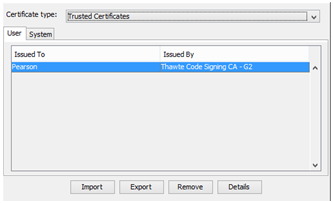 Certificate type: Trusted Certificates
User System
Issued To Issued By
Pearson Thawte Code Signing CA - G2
Import Export Remove Details